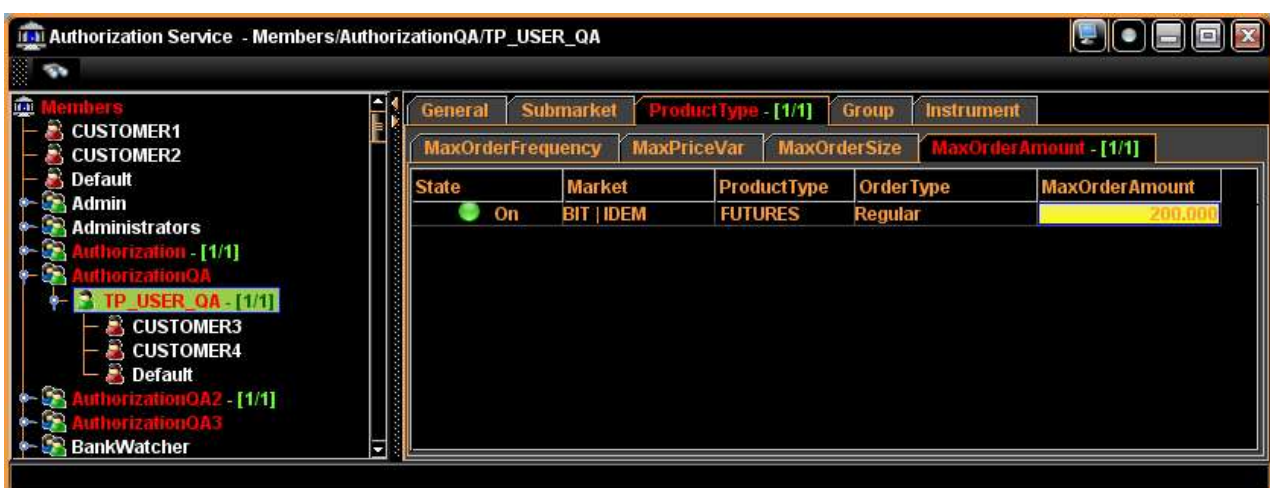 Authorization Service - Members/AuthorizationQA/TP_USER_QA
Members
CUSTOMER1
CUSTOMER2
Default
Admin
Administrators
Authorization - [1/1]
AuthorizationQA
TP_USER_QA - [1/1]
CUSTOMER3
CUSTOMER4
Default
AuthorizationQA2 - [1/1]
AuthorizationQA3
BankWatcher
General Submarket ProductType - [1/1] Group Instrument
MaxOrderFrequency MaxPriceVar MaxOrderSize MaxOrderAmount - [1/1]
State Market ProductType OrderType MaxOrderAmount
On BIT | IDEM FUTURES Regular 200.000